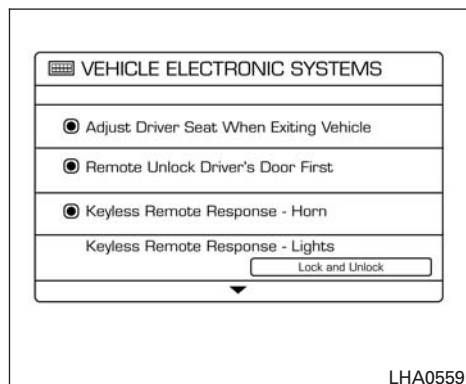 VEHICLE ELECTRONIC SYSTEMS
Adjust Driver Seat When Exiting Vehicle
Remote Unlock Driver's Door First
Keyless Remote Response - Horn
Keyless Remote Response - Lights
Lock and Unlock
LHA0559